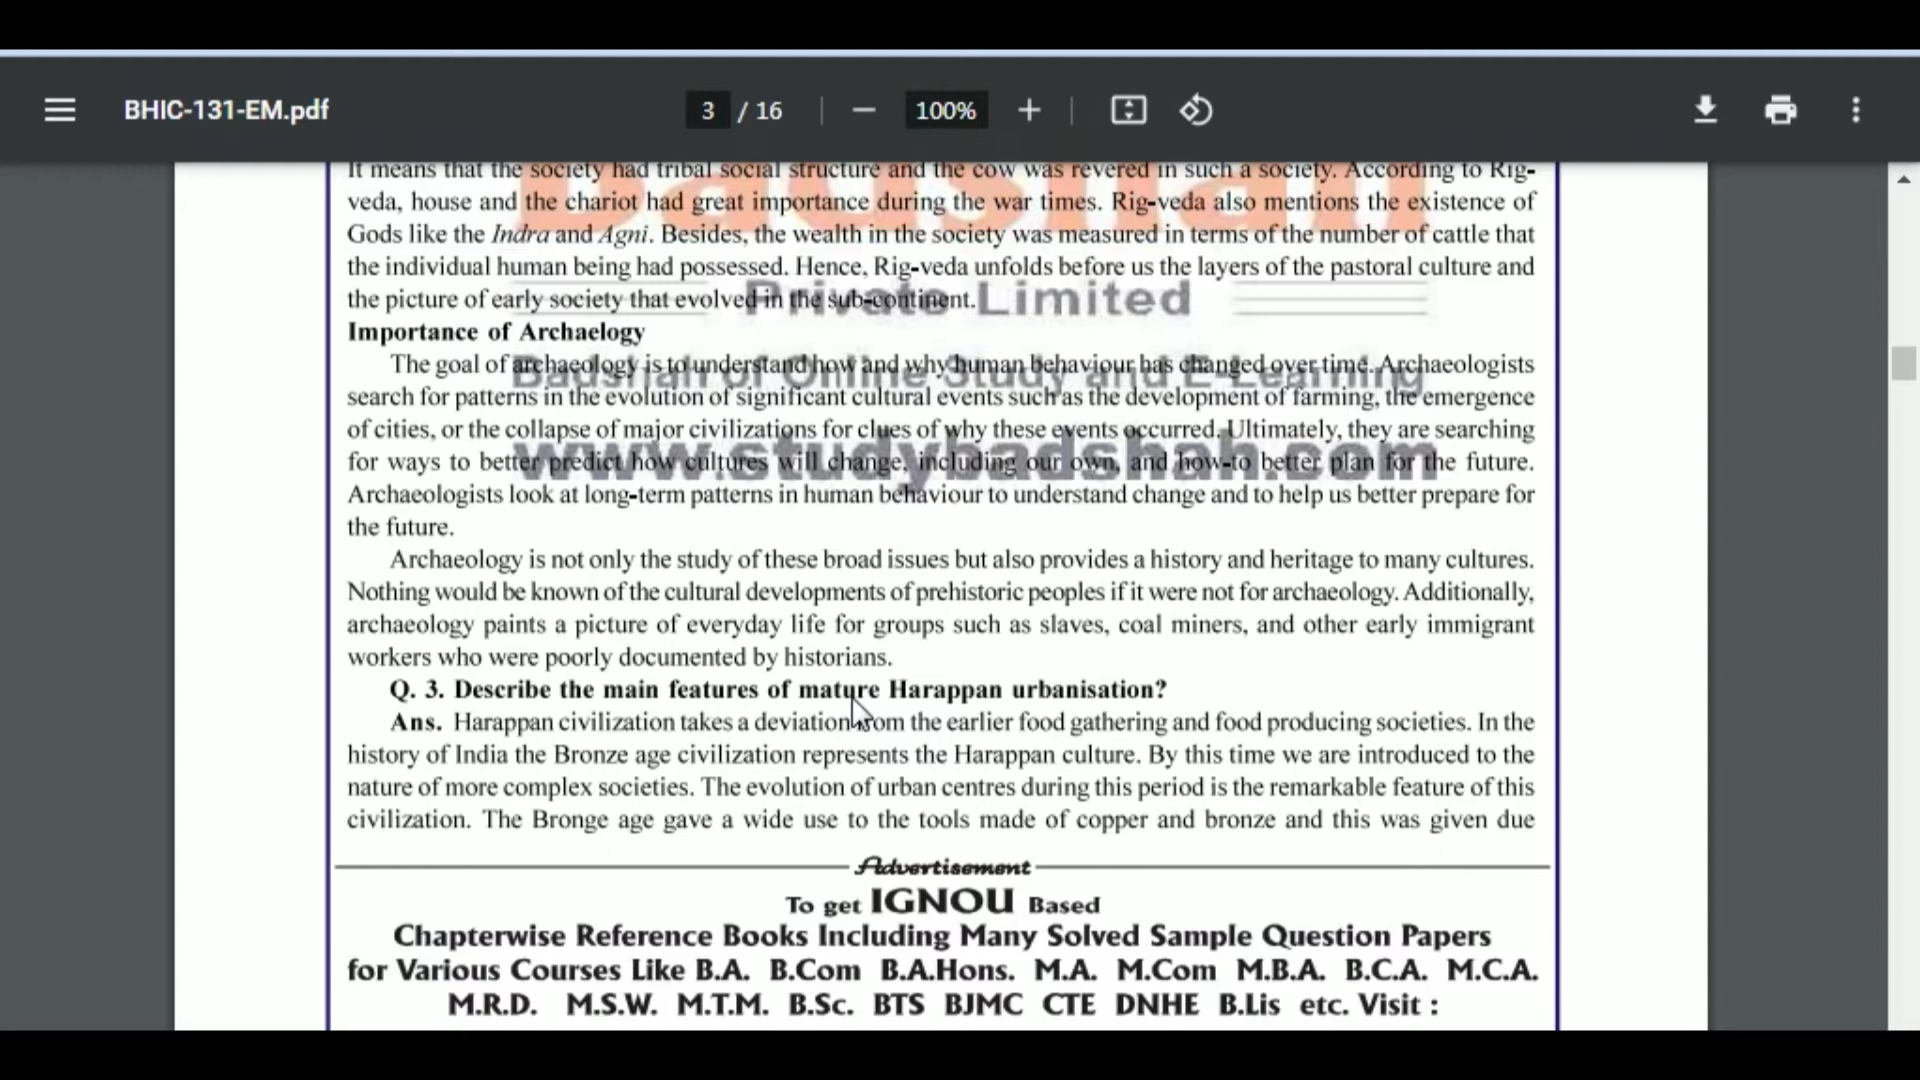 BHIC-131-EM.pdf
3 / 16
100%
It means that the society had tribal social structure and the cow was revered in such a society. According to Rig-
veda, house and the chariot had great importance during the war times. Rig-veda also mentions the existence of
Gods like the Indra and Agni. Besides, the wealth in the society was measured in terms of the number of cattle that
the individual human being had possessed. Hence, Rig-veda unfolds before us the layers of the pastoral culture and
the picture of early society that evolved in the sub-continent.
Private Limited
Importance of Archaelogy
The goal of archaeology is to understand how and why human behaviour has changed over time. Archaeologists
Badshah of Online Study and E-Learning
search for patterns in the evolution of significant cultural events such as the development of farming, the emergence
of cities, or the collapse of major civilizations for clues of why these events occurred. Ultimately, they are searching
www.studybadshah.com
for ways to better predict how cultures will change, including our own, and how-to better plan for the future.
Archaeologists look at long-term patterns in human behaviour to understand change and to help us better prepare for
the future.
Archaeology is not only the study of these broad issues but also provides a history and heritage to many cultures.
Nothing would be known of the cultural developments of prehistoric peoples if it were not for archaeology. Additionally,
archaeology paints a picture of everyday life for groups such as slaves, coal miners, and other early immigrant
workers who were poorly documented by historians.
Q. 3. Describe the main features of mature Harappan urbanisation?
Ans. Harappan civilization takes a deviation from the earlier food gathering and food producing societies. In the
history of India the Bronze age civilization represents the Harappan culture. By this time we are introduced to the
nature of more complex societies. The evolution of urban centres during this period is the remarkable feature of this
civilization. The Bronge age gave a wide use to the tools made of copper and bronze and this was given due
Advertisement
To get IGNOU Based
Chapterwise Reference Books Including Many Solved Sample Question Papers
for Various Courses Like B.A. B.Com B.A.Hons. M.A. M.Com M.B.A. B.C.A. M.C.A.
M.R.D. M.S.W. M.T.M. B.Sc. BTS BJMC CTE DNHE B.Lis etc. Visit :